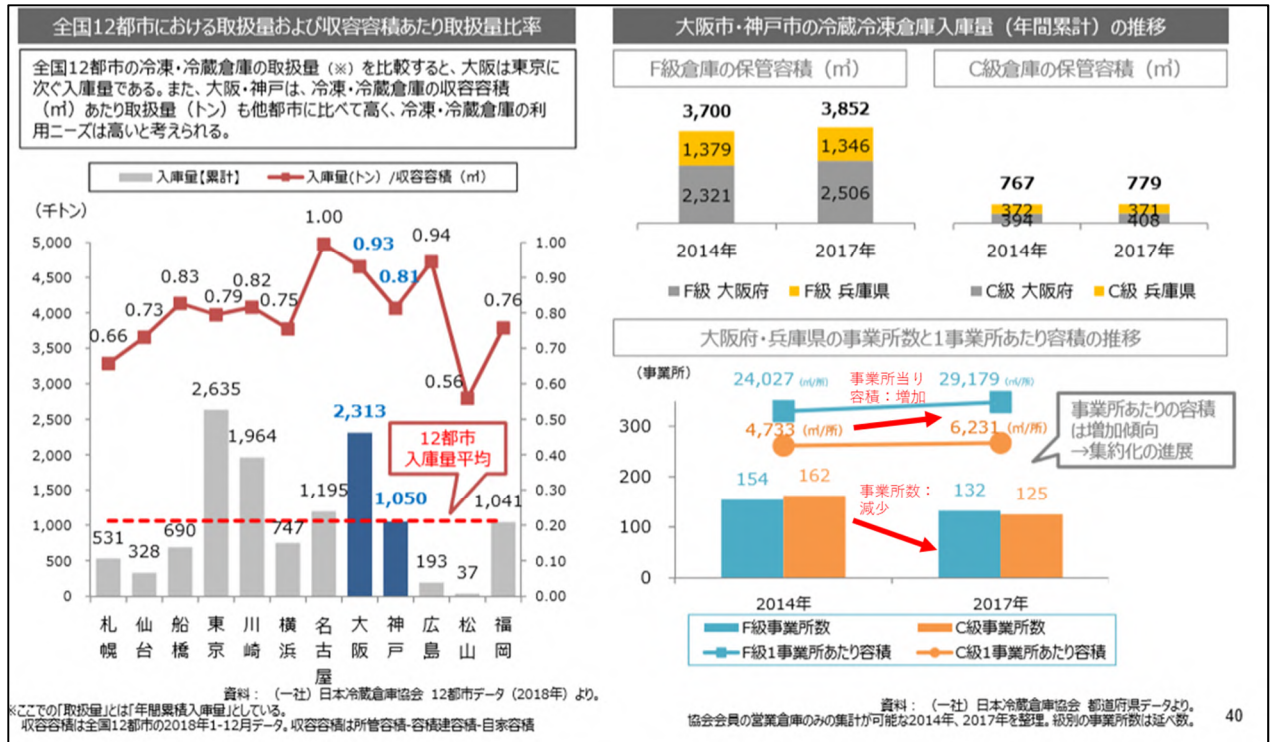 全国12都市における取扱量および収容容積あたり取扱量比率
全国12都市の冷凍・冷蔵倉庫の取扱量（※）を比較すると、大阪は東京に
次ぐ入庫量である。また、大阪・神戸は、冷凍・冷蔵倉庫の収容容積
（㎥）あたり取扱量（トン）も他都市に比べて高く、冷凍・冷蔵倉庫の利
用ニーズは高いと考えられる。
入庫量【累計】
入庫量(トン)/収容容積（㎥）
（千トン）
5,000
4,500
4,000
3,500
3,000
2,500
2,000
1,500
1,000
500
0
1.00
0.90
0.80
0.70
0.60
0.50
0.40
0.30
0.20
0.10
0.00
0.66
0.73
0.83
0.79
0.82
0.75
1.00
0.93
0.81
0.94
0.56
0.76
531
328
690
2,635
1,964
747
1,195
2,313
1,050
193
37
1,041
12都市
入庫量平均
札幌
仙台
船橋
東京
川崎
横浜
名古屋
大阪
神戸
広島
松山
福岡
資料：（一社）日本冷蔵倉庫協会 12都市データ（2018年）より。
※ここでの「取扱量」とは「年間累積入庫量」としている。
収容容積は全国12都市の2018年1-12月データ。収容容積は所管容積-容積建容積-自家容積
大阪市・神戸市の冷蔵冷凍倉庫入庫量（年間累計）の推移
F級倉庫の保管容積（㎥）
3,700
3,852
1,379
1,346
2,321
2,506
2014年
2017年
F級 大阪府
F級 兵庫県
C級倉庫の保管容積（㎥）
767
779
372
371
394
408
2014年
2017年
C級 大阪府
C級 兵庫県
大阪府・兵庫県の事業所数と1事業所あたり容積の推移
（事業所）
300
200
100
0
24,027（㎥/所）
29,179（㎥/所）
事業所当り
容積：増加
4,733（㎥/所）
6,231（㎥/所）
事業所あたりの容積
は増加傾向
→集約化の進展
154
162
事業所数：
減少
132
125
2014年
2017年
F級事業所数
C級事業所数
F級1事業所あたり容積
C級1事業所あたり容積
資料：（一社）日本冷蔵倉庫協会 都道府県データより。
協会会員の営業倉庫のみの集計が可能な2014年、2017年を整理。級別の事業所数は延べ数。
40